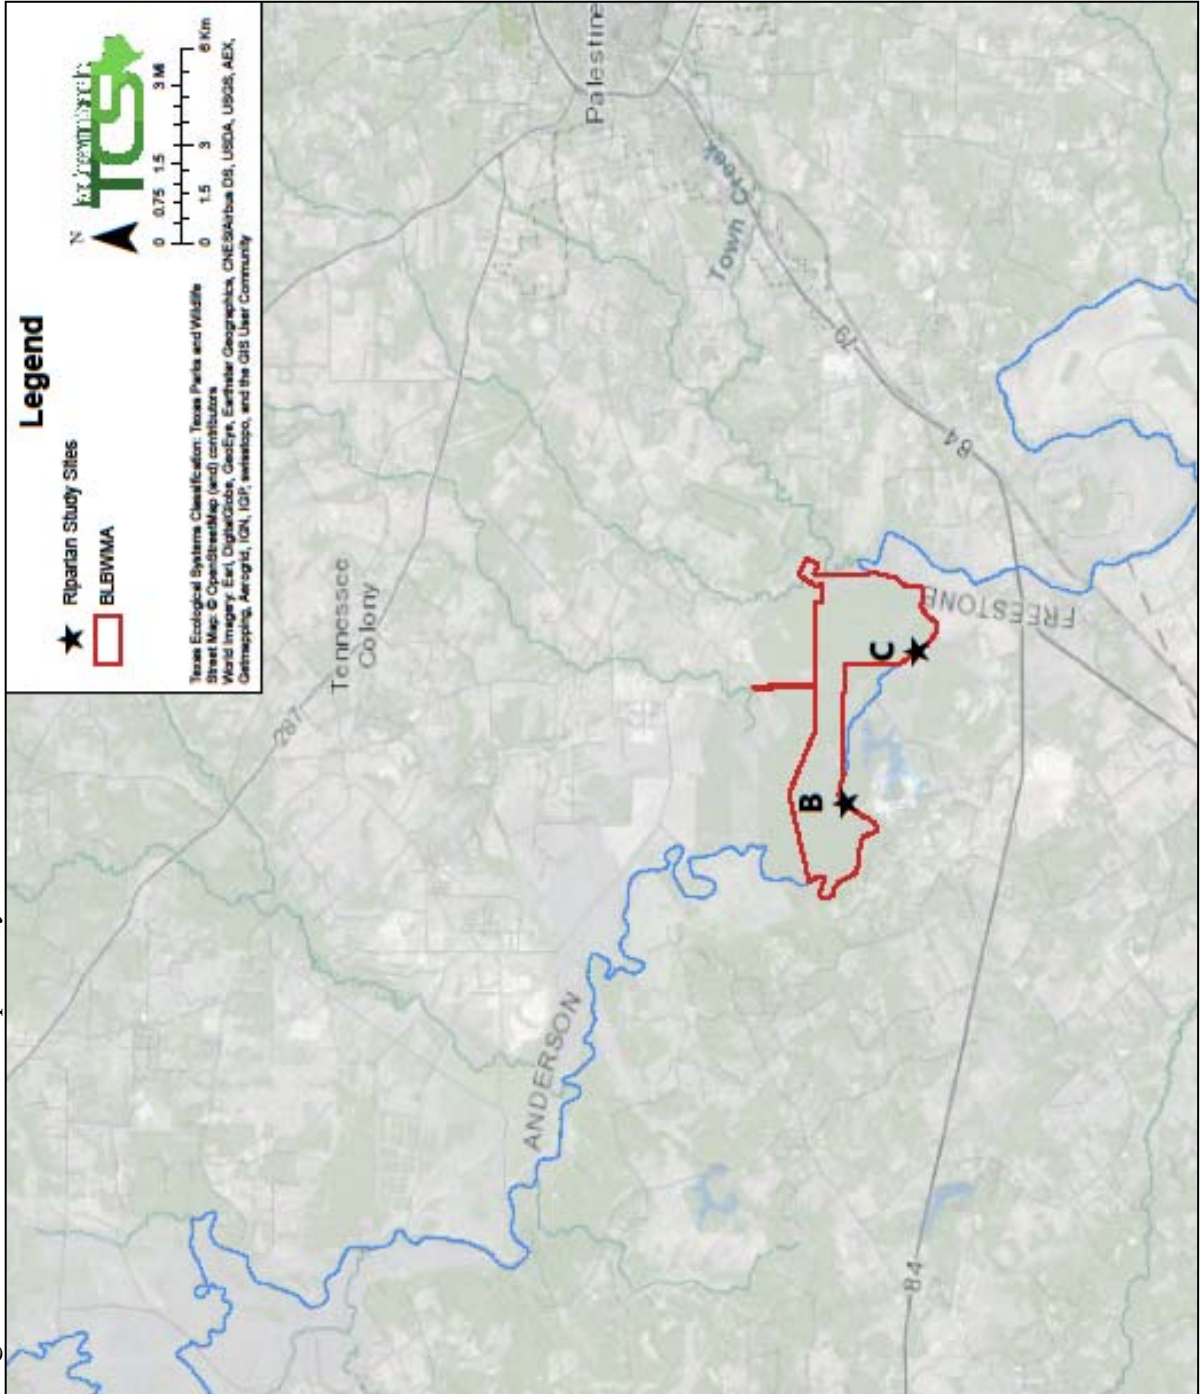 Legend
Riparian Study Sites
BLBWMA
N
0 0.75 1.5 3 Mi
0 1.5 3 6 Km
TCSI
Texas Ecological Systems Classification: Texas Parks and Wildlife
Street Map: © OpenStreetMap (and) contributors
World Imagery: Esri, DigitalGlobe, GeoEye, Earthstar Geographics, CNES/Airbus DS, USDA, USGS, AEX,
Getmapping, Aerogrid, IGN, IGP, swisstopo, and the GIS User Community
287
Tennessee
Colony
Palestine
ANDERSON
Town Creek
79
B
C
84
84
FREESTONE